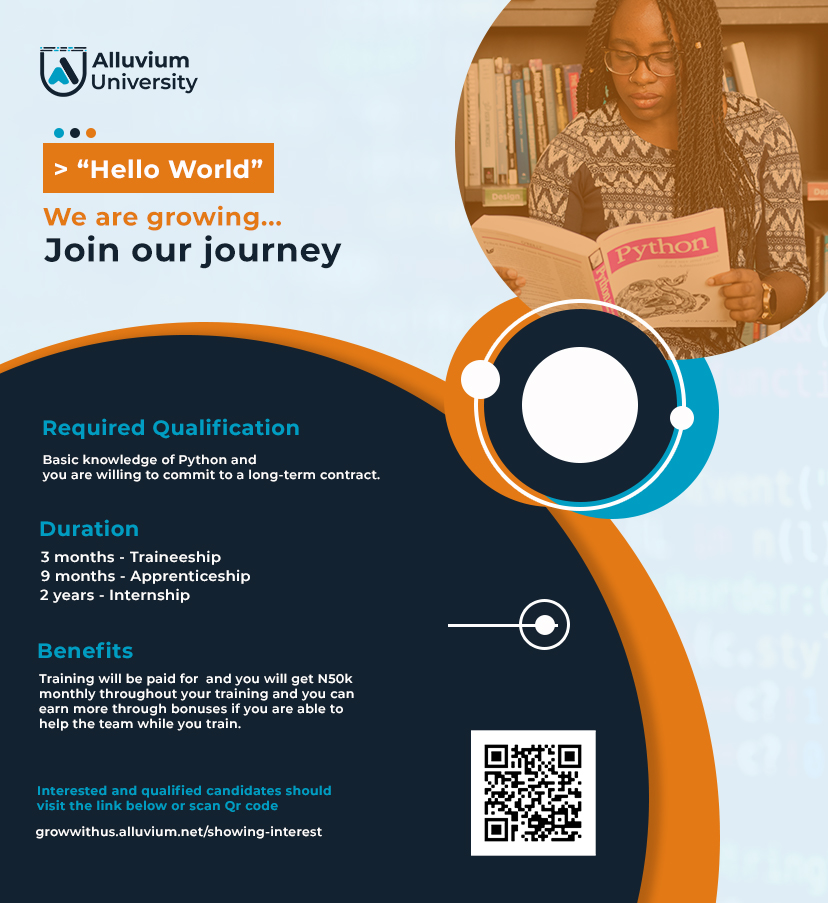 Alluvium
University
> “Hello World”
We are growing...
Join our journey
Design
Python
Python
Required Qualification
Basic knowledge of Python and
you are willing to commit to a long-term contract.
Duration
3 months - Traineeship
9 months - Apprenticeship
2 years - Internship
Benefits
Training will be paid for  and you will get N50k
monthly throughout your training and you can
earn more through bonuses if you are able to
help the team while you train.
Interested and qualified candidates should
visit the link below or scan Qr code
growwithus.alluvium.net/showing-interest